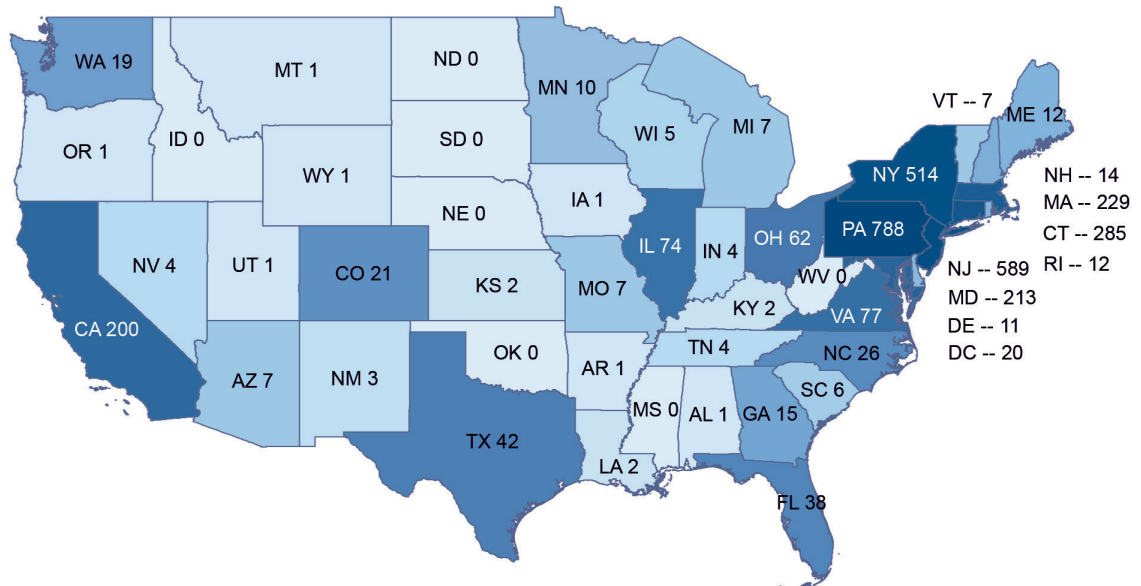 WA 19
MT 1
ND 0
MN 10
VT -- 7
ME 12
OR 1
ID 0
SD 0
WI 5
MI 7
WY 1
NY 514
NH -- 14
MA -- 229
CT -- 285
RI -- 12
NE 0
IA 1
PA 788
NV 4
UT 1
CO 21
KS 2
MO 7
IL 74
IN 4
OH 62
WV 0
NJ -- 589
MD -- 213
DE -- 11
DC -- 20
CA 200
KY 2
VA 77
AZ 7
NM 3
OK 0
AR 1
TN 4
NC 26
SC 6
MS 0
AL 1
GA 15
TX 42
LA 2
FL 38